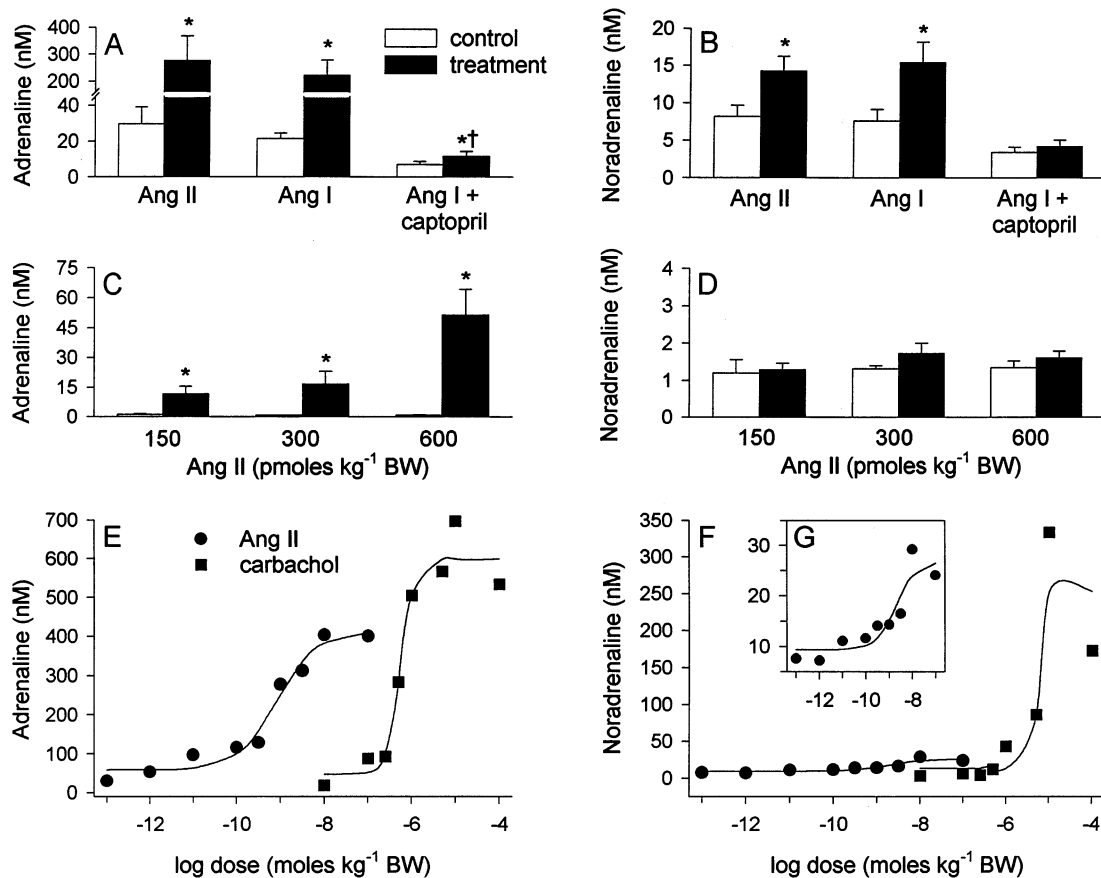 A
Adrenaline (nM)
400
300
200
40
20
0
* * *†
control
treatment
Ang II Ang I Ang I +
captopril
B
Noradrenaline (nM)
20
15
10
5
0
* *
Ang II Ang I Ang I +
captopril
C
Adrenaline (nM)
75
60
45
30
15
0
* * *
150 300 600
Ang II (pmoles kg⁻¹ BW)
D
Noradrenaline (nM)
4
3
2
1
0
150 300 600
Ang II (pmoles kg⁻¹ BW)
E
Adrenaline (nM)
700
600
500
400
300
200
100
0
Ang II
carbachol
-12 -10 -8 -6 -4
log dose (moles kg⁻¹ BW)
F
Noradrenaline (nM)
350
300
250
200
150
100
50
0
G
30
20
10
-12 -10 -8
-12 -10 -8 -6 -4
log dose (moles kg⁻¹ BW)